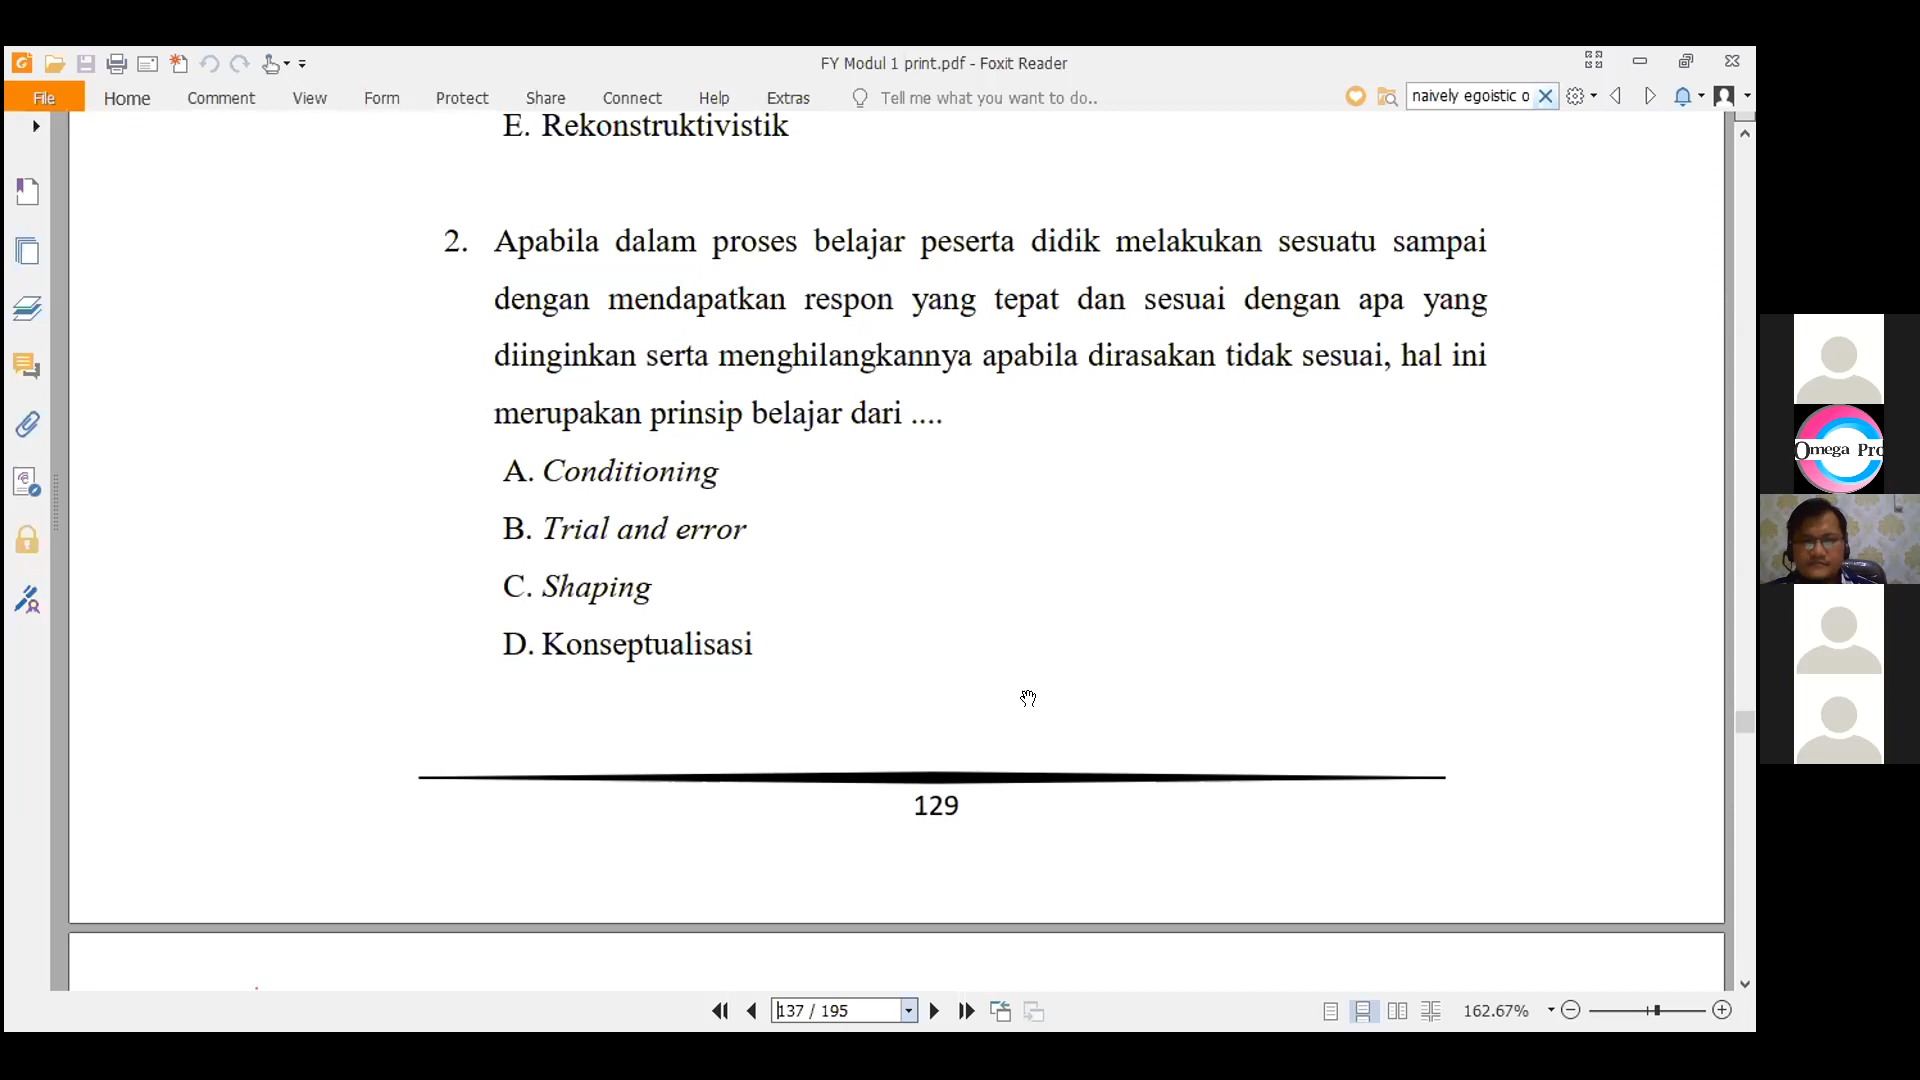 FY Modul 1 print.pdf - Foxit Reader
File Home Comment View Form Protect Share Connect Help Extras Tell me what you want to do.. naively egoistic o
E. Rekonstruktivistik
2. Apabila dalam proses belajar peserta didik melakukan sesuatu sampai
dengan mendapatkan respon yang tepat dan sesuai dengan apa yang
diinginkan serta menghilangkannya apabila dirasakan tidak sesuai, hal ini
merupakan prinsip belajar dari ....
A. Conditioning
B. Trial and error
C. Shaping
D. Konseptualisasi
129
Omega Pro
137 / 195
162.67%